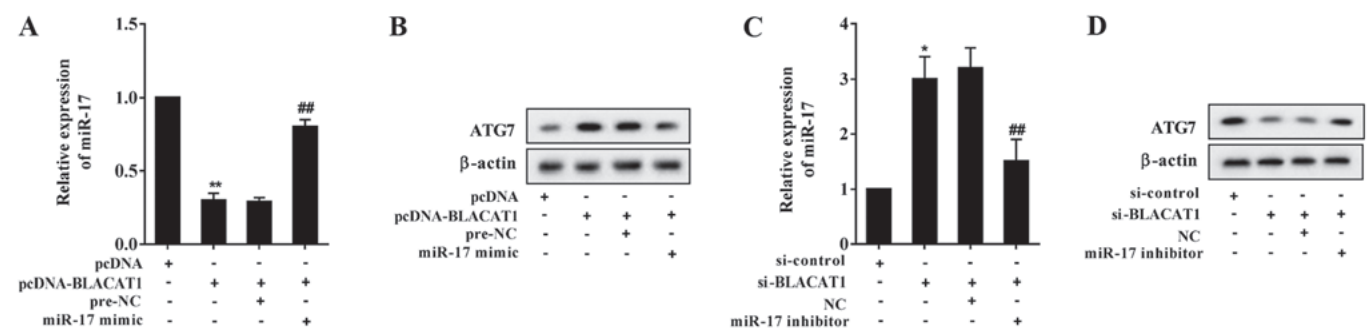 A
Relative expression
of miR-17
1.5
1.0
0.5
0.0
**
##
pcDNA + - - -
pcDNA-BLACAT1 - + + +
pre-NC - - + -
miR-17 mimic - - - +
B
ATG7
β-actin
pcDNA + - - -
pcDNA-BLACAT1 - + + +
pre-NC - - + -
miR-17 mimic - - - +
C
Relative expression
of miR-17
4
3
2
1
0
*
##
si-control + - - -
si-BLACAT1 - + + +
NC - - + -
miR-17 inhibitor - - - +
D
ATG7
β-actin
si-control + - - -
si-BLACAT1 - + + +
NC - - + -
miR-17 inhibitor - - - +